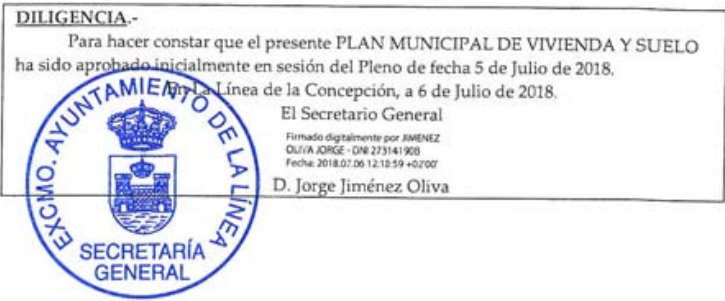 DILIGENCIA.-
Para hacer constar que el presente PLAN MUNICIPAL DE VIVIENDA Y SUELO
ha sido aprobado inicialmente en sesión del Pleno de fecha 5 de Julio de 2018.
En La Línea de la Concepción, a 6 de Julio de 2018.
El Secretario General
Firmado digitalmente por JIMENEZ
OLIVA JORGE - DNI 27314190B
Fecha: 2018.07.06 12:18:59 +02'00'
D. Jorge Jiménez Oliva
EXCMO. AYUNTAMIENTO DE LA LÍNEA
SECRETARÍA
GENERAL